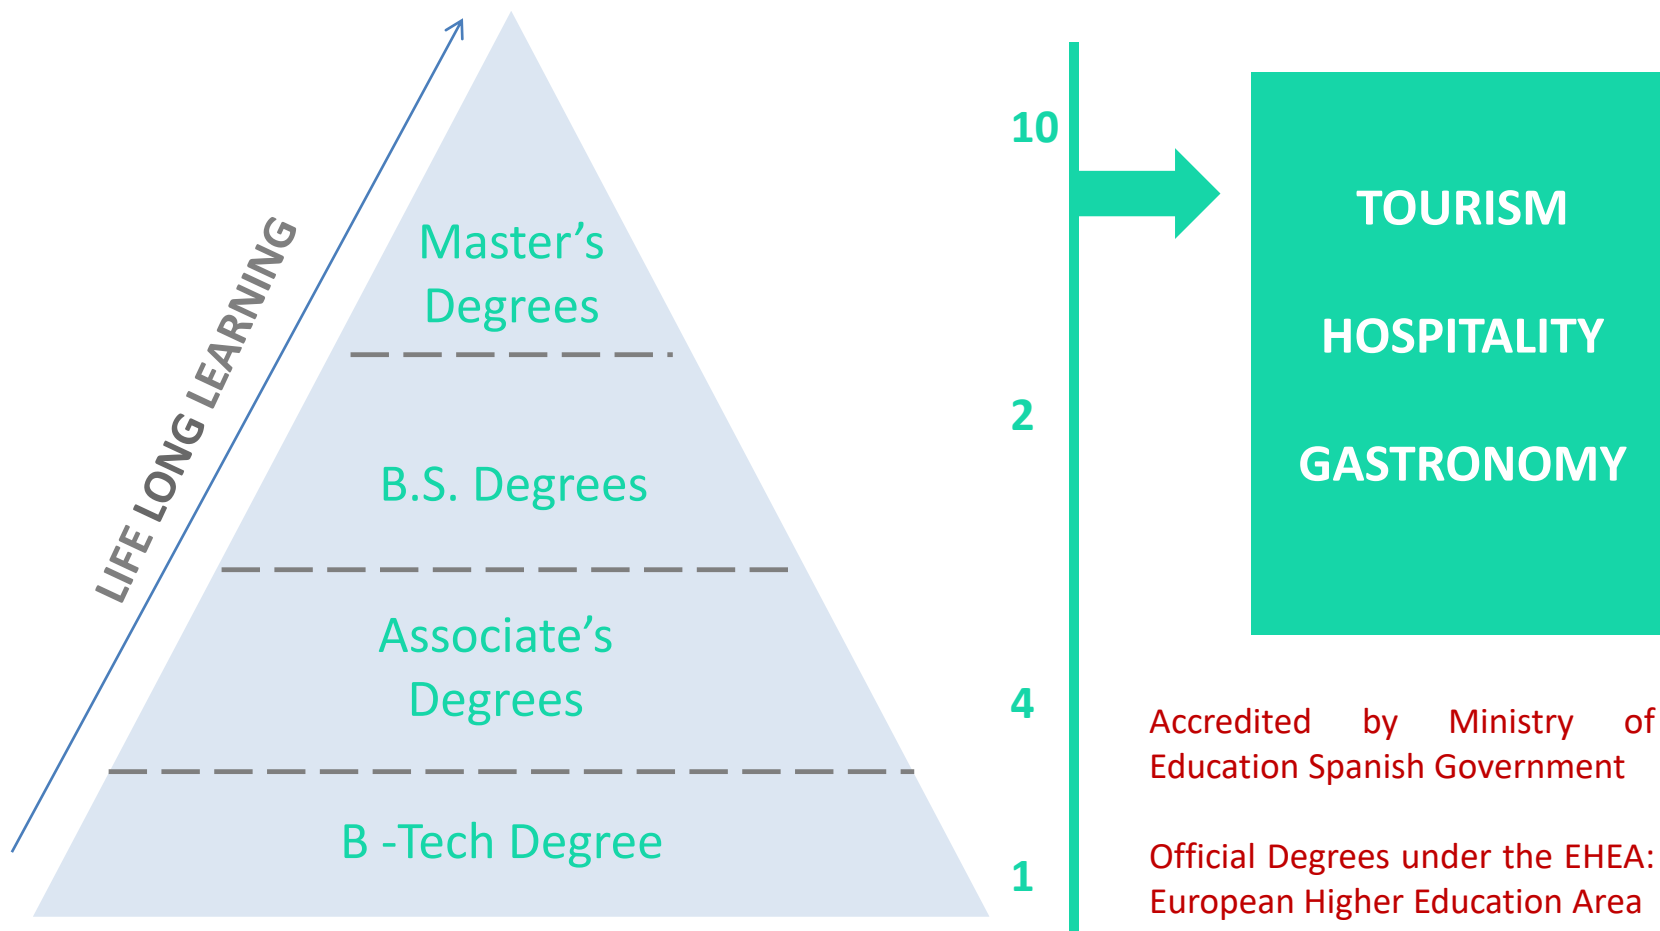 LIFE LONG LEARNING
Master’s
Degrees
B.S. Degrees
Associate’s
Degrees
B -Tech Degree
10
2
4
1
TOURISM
HOSPITALITY
GASTRONOMY
Accredited by Ministry of
Education Spanish Government
Official Degrees under the EHEA:
European Higher Education Area